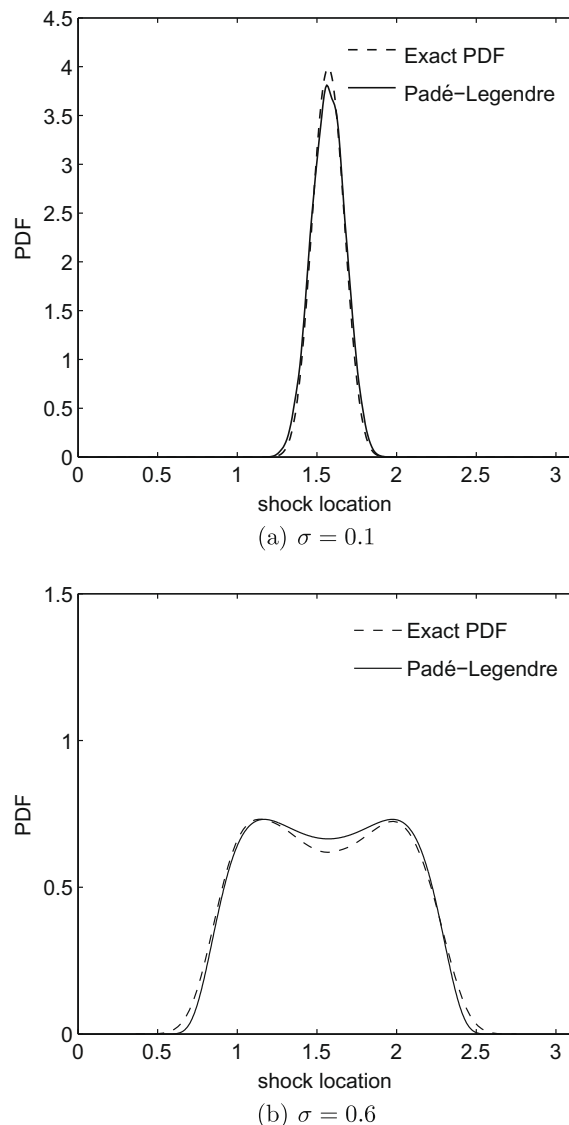 4.5
4
3.5
3
2.5
2
1.5
1
0.5
0
PDF
Exact PDF
Padé−Legendre
0 0.5 1 1.5 2 2.5 3
shock location
(a) σ = 0.1
1.5
1
0.5
0
PDF
Exact PDF
Padé−Legendre
0 0.5 1 1.5 2 2.5 3
shock location
(b) σ = 0.6